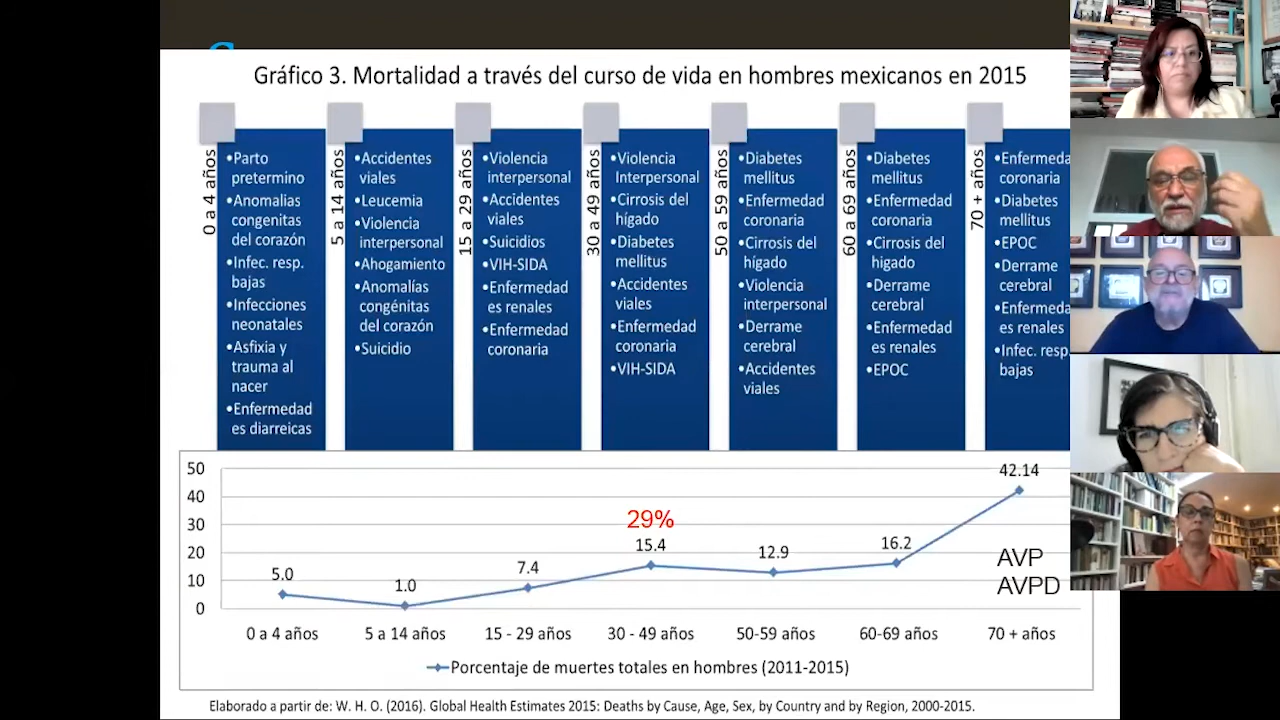 Gráfico 3. Mortalidad a través del curso de vida en hombres mexicanos en 2015
0 a 4 años
•Parto
pretermino
•Anomalias
congenitas
del corazón
•Infec. resp.
bajas
•Infecciones
neonatales
•Asfixia y
trauma al
nacer
•Enfermedad
es diarreicas
5 a 14 años
•Accidentes
viales
•Leucemia
•Violencia
interpersonal
•Ahogamiento
•Anomalías
congénitas
del corazón
•Suicidio
15 a 29 años
•Violencia
interpersonal
•Accidentes
viales
•Suicidios
•VIH-SIDA
•Enfermedad
es renales
•Enfermedad
coronaria
30 a 49 años
•Violencia
Interpersonal
•Cirrosis del
hígado
•Diabetes
mellitus
•Accidentes
viales
•Enfermedad
coronaria
•VIH-SIDA
50 a 59 años
•Diabetes
mellitus
•Enfermedad
coronaria
•Cirrosis del
hígado
•Violencia
interpersonal
•Derrame
cerebral
•Accidentes
viales
60 a 69 años
•Diabetes
mellitus
•Enfermedad
coronaria
•Cirrosis del
higado
•Derrame
cerebral
•Enfermedad
es renales
•EPOC
70 + años
•Enfermeda
coronaria
•Diabetes
mellitus
•EPOC
•Derrame
cerebral
•Enfermeda
es renales
•Infec. resp.
bajas
50
40
30
20
10
0
5.0
1.0
7.4
29%
15.4
12.9
16.2
42.14
AVP
AVPD
0 a 4 años
5 a 14 años
15 - 29 años
30 - 49 años
50-59 años
60-69 años
70 + años
Porcentaje de muertes totales en hombres (2011-2015)
Elaborado a partir de: W. H. O. (2016). Global Health Estimates 2015: Deaths by Cause, Age, Sex, by Country and by Region, 2000-2015.